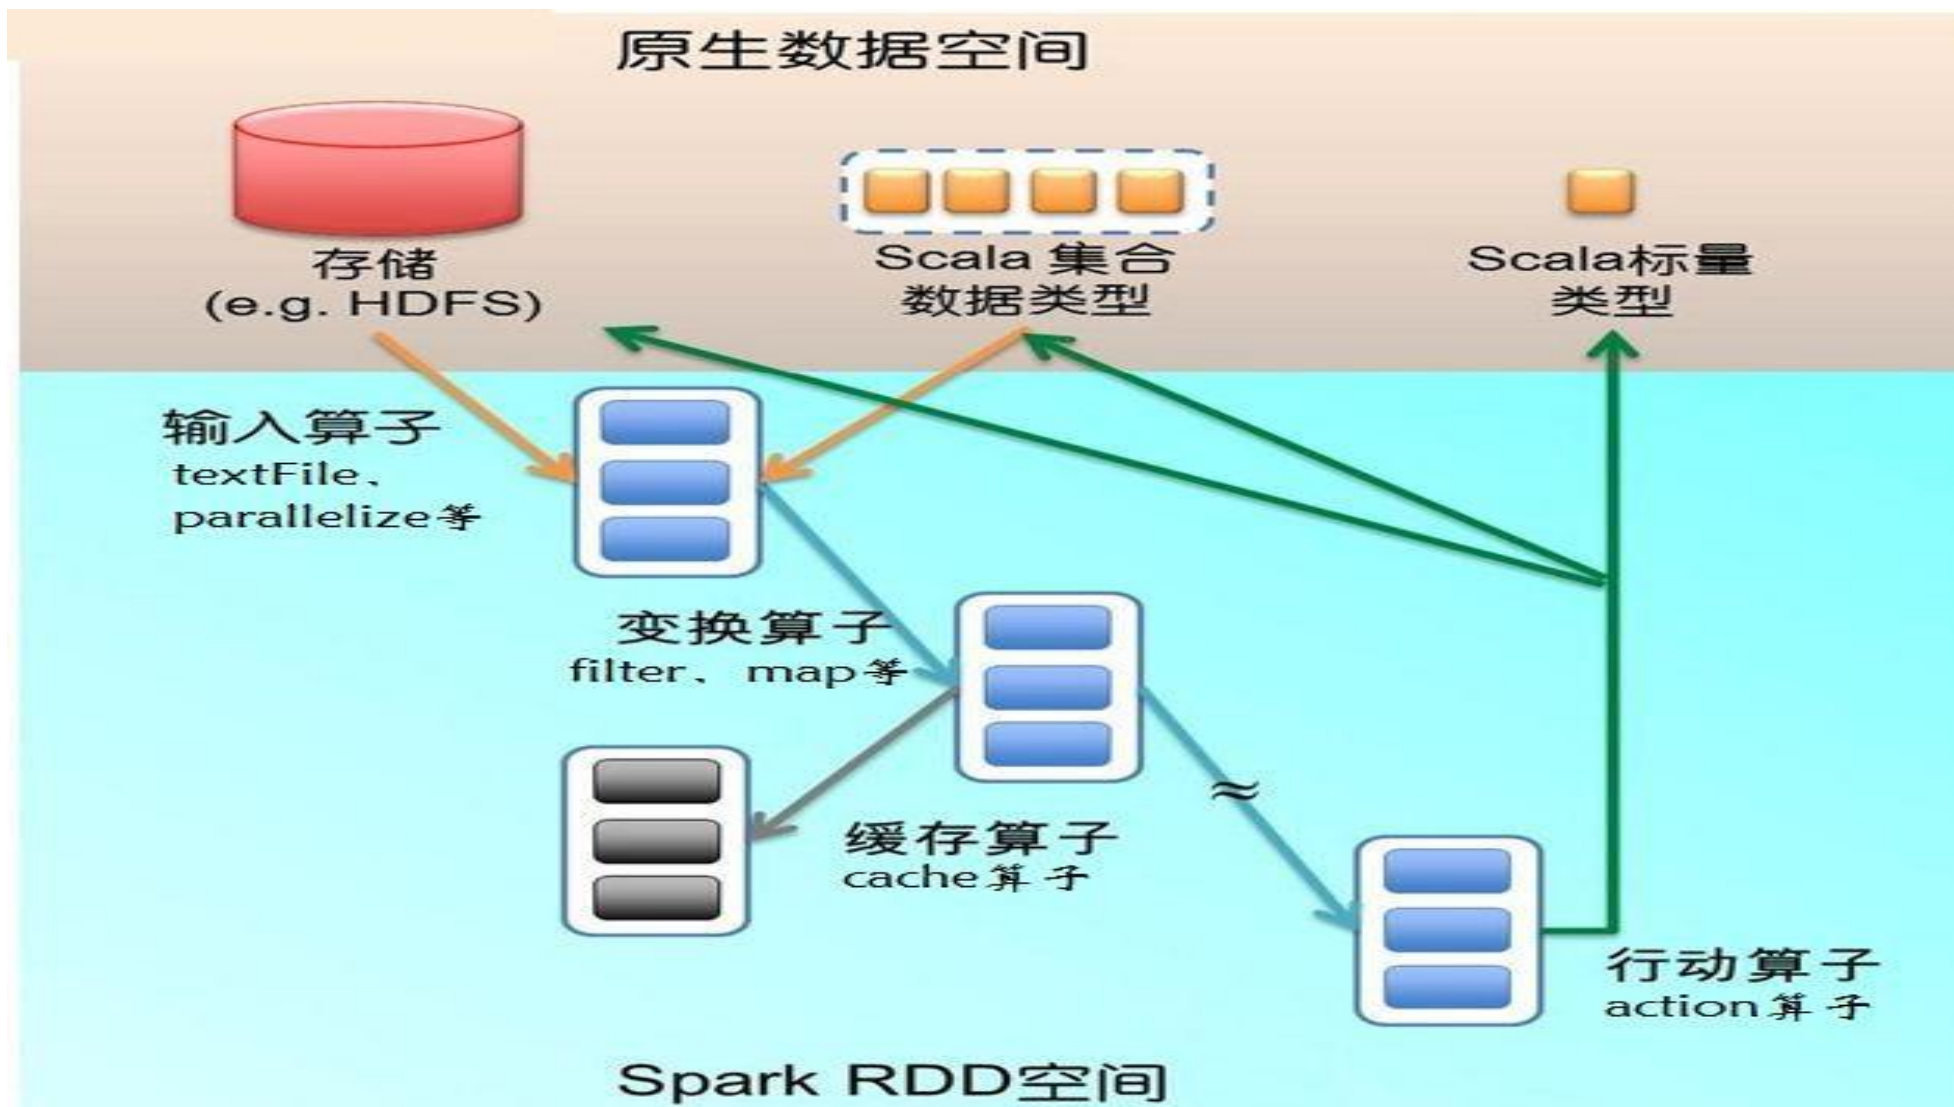 原生数据空间
存储
(e.g. HDFS)
Scala 集合
数据类型
Scala标量
类型
输入算子
textFile、
parallelize等
变换算子
filter、map等
缓存算子
cache算子
≈
行动算子
action算子
Spark RDD空间